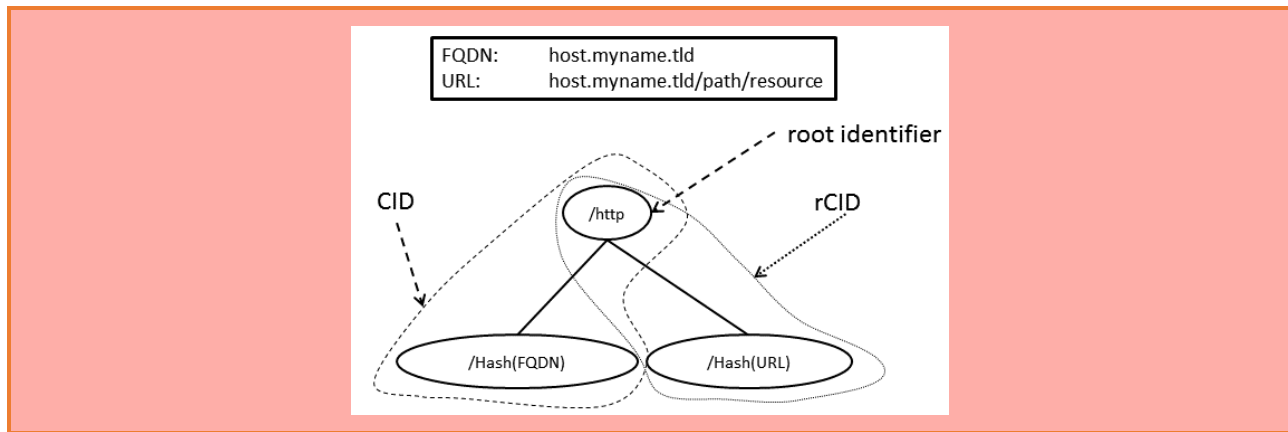 FQDN: host.myname.tld
URL: host.myname.tld/path/resource
root identifier
CID
rCID
/http
/Hash(FQDN)
/Hash(URL)